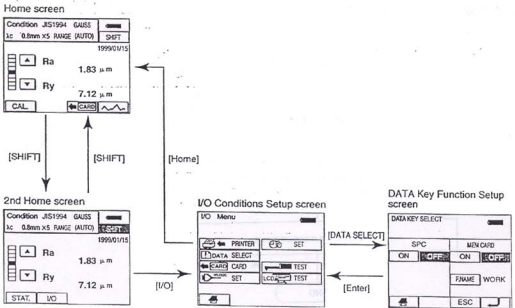 Home screen
Condition JIS1994 GAUSS
λc 0.8mm ×5 RANGE (AUTO) SHIFT
1999/01/15
Ra
1.83 μm
Ry
7.12 μm
CAL. CARD
[SHIFT]
[SHIFT]
[Home]
2nd Home screen
Condition JIS1994 GAUSS
λc 0.8mm ×5 RANGE (AUTO) SHIFT
1999/01/15
Ra
1.83 μm
Ry
7.12 μm
STAT. I/O
[I/O]
I/O Conditions Setup screen
I/O Menu
PRINTER SET
DATA SELECT
CARD CARD TEST
SET LCD TEST
[DATA SELECT]
[Enter]
DATA Key Function Setup screen
DATA KEY SELECT
SPC MEM CARD
ON OFF ON OFF
F.NAME WORK
ESC